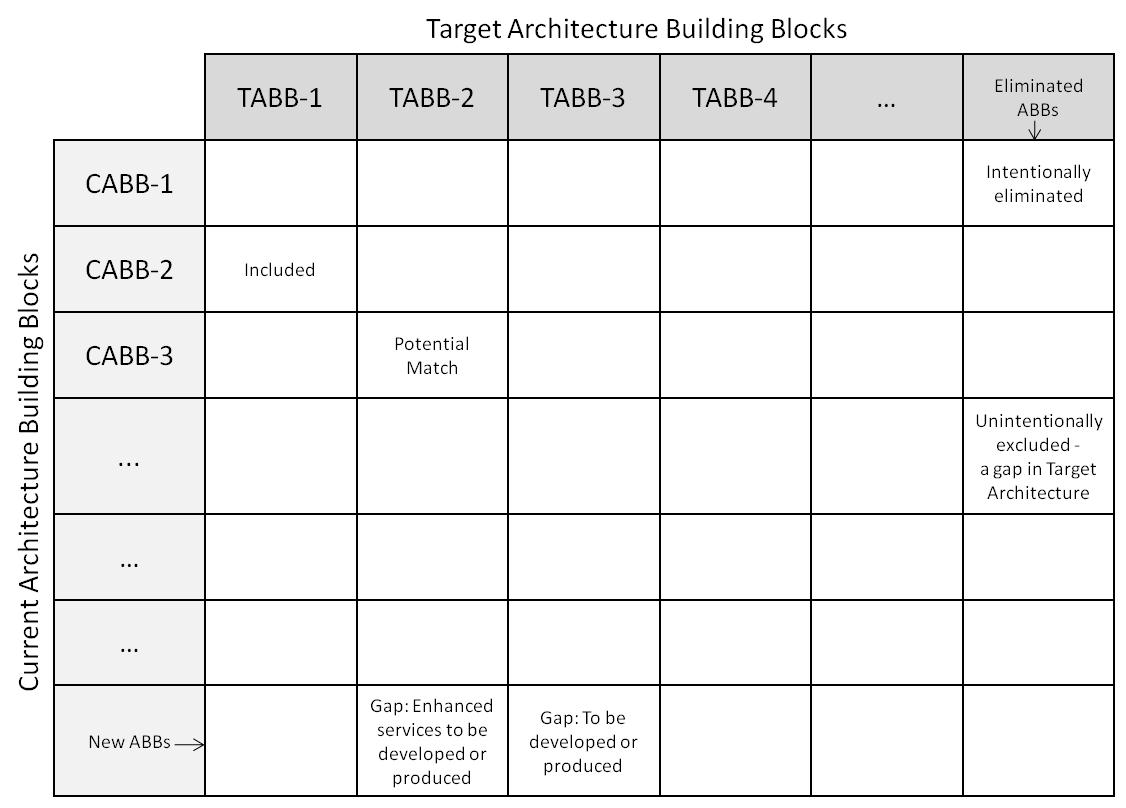 Target Architecture Building Blocks
TABB-1
TABB-2
TABB-3
TABB-4
...
Eliminated
ABBs
Current Architecture Building Blocks
CABB-1
Intentionally
eliminated
CABB-2
Included
CABB-3
Potential
Match
...
Unintentionally
excluded -
a gap in Target
Architecture
...
...
New ABBs
Gap: Enhanced
services to be
developed or
produced
Gap: To be
developed or
produced